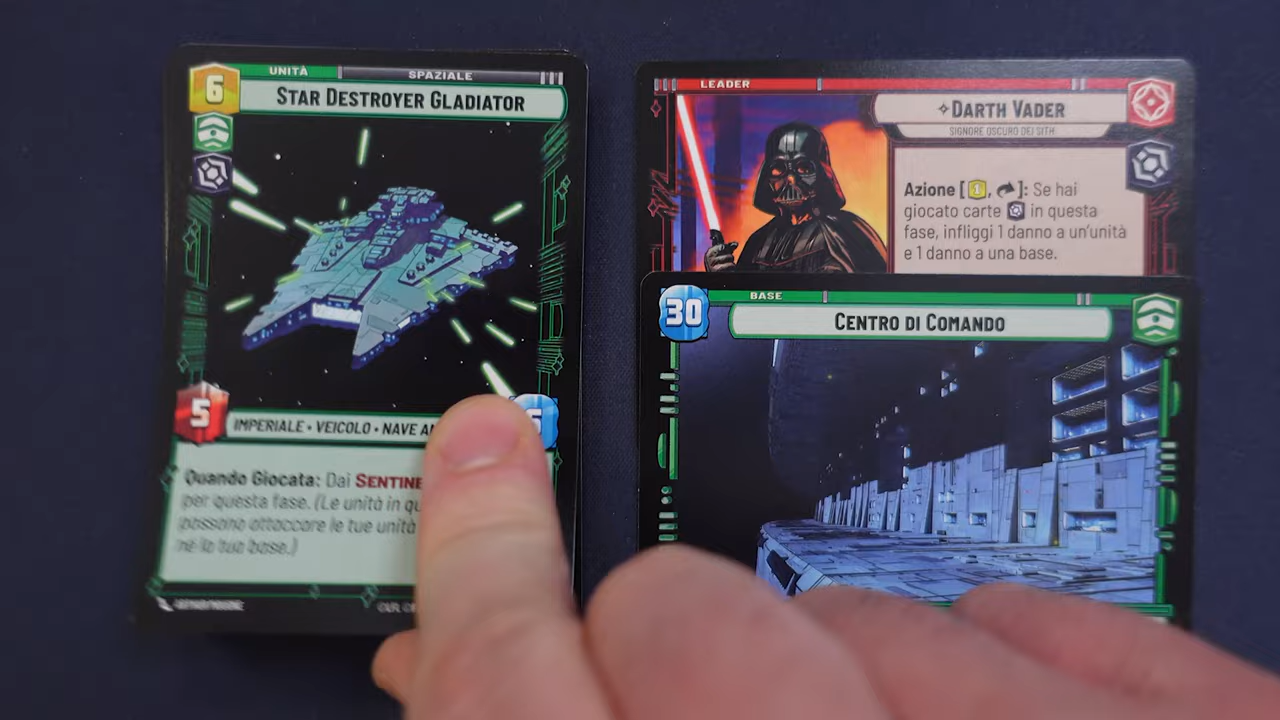 UNITÀ
SPAZIALE
6
STAR DESTROYER GLADIATOR
5
IMPERIALE • VEICOLO • NAVE
Quando Giocata: Dai
per questa fase. (Le unità in
possono attaccare le tue unità
né la tua base.)
LEADER
DARTH VADER
SIGNORE OSCURO DEI SITH
Azione [1, ]: Se hai
giocato carte in questa
fase, infliggi 1 danno a un'unità
e 1 danno a una base.
BASE
30
CENTRO DI COMANDO